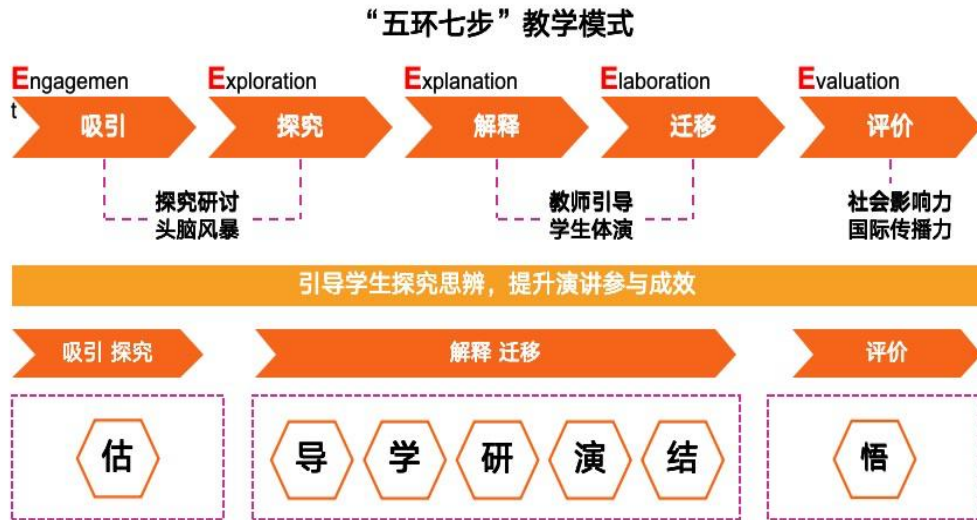 “五环七步”教学模式
Engagemen
t
Exploration
Explanation
Elaboration
Evaluation
吸引
探究
解释
迁移
评价
探究研讨
头脑风暴
教师引导
学生体演
社会影响力
国际传播力
引导学生探究思辨，提升演讲参与成效
吸引 探究
解释 迁移
评价
估
导
学
研
演
结
悟